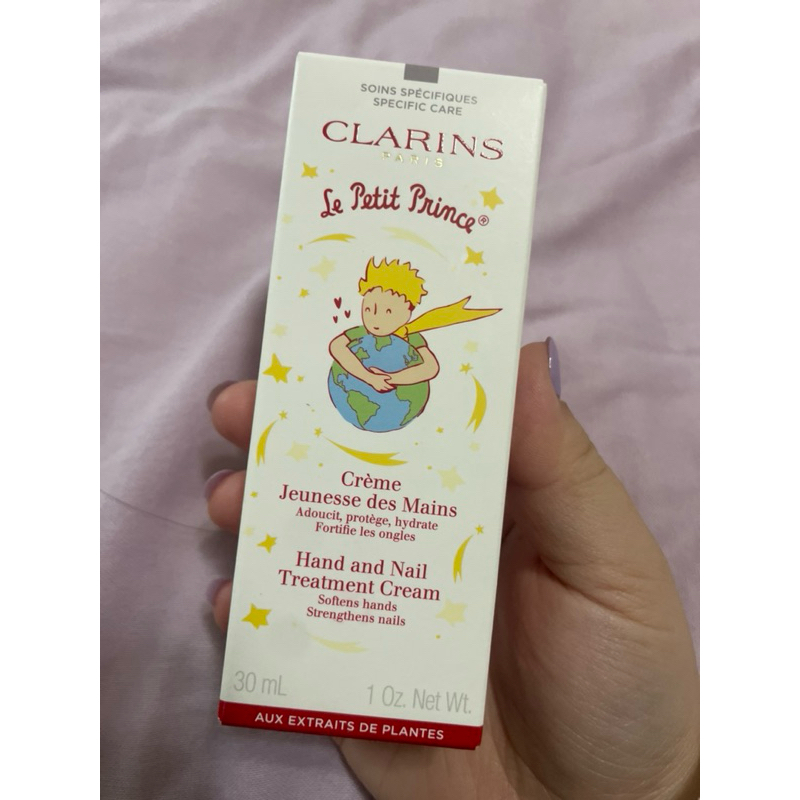 SOINS SPÉCIFIQUES
SPECIFIC CARE
CLARINS
PARIS
Le Petit Prince®
Crème
Jeunesse des Mains
Adoucit, protège, hydrate
Fortifie les ongles
Hand and Nail
Treatment Cream
Softens hands
Strengthens nails
30 mL 1 Oz. Net Wt.
AUX EXTRAITS DE PLANTES